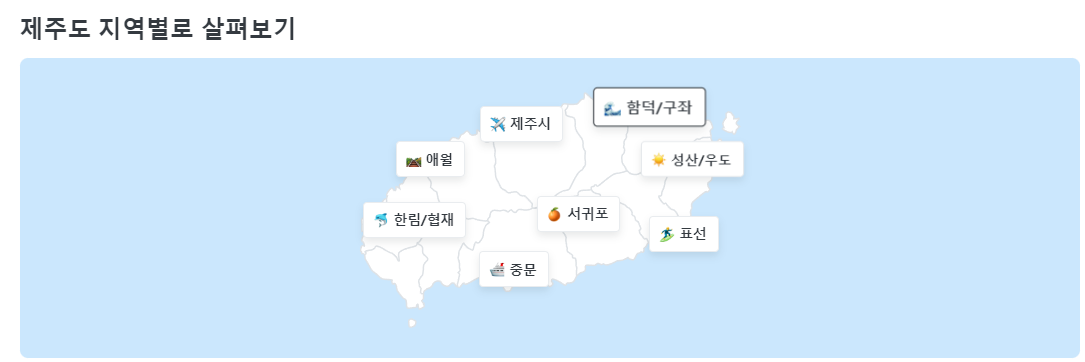 제주도 지역별로 살펴보기
함덕/구좌
제주시
애월
성산/우도
한림/협재
서귀포
표선
중문